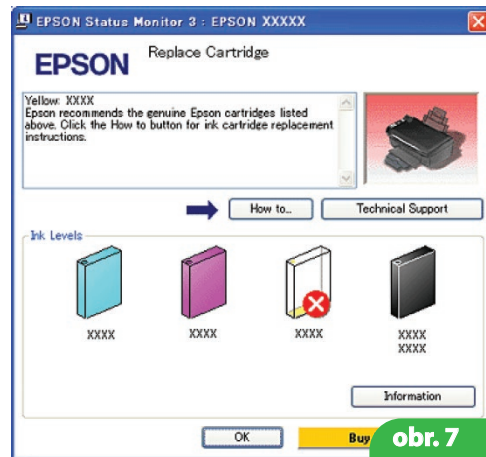 EPSON Status Monitor 3 : EPSON XXXXX
EPSON
Replace Cartridge
Yellow: XXXX
Epson recommends the genuine Epson cartridges listed
above. Click the How to button for ink cartridge replacement
instructions.
How to...
Technical Support
Ink Levels
XXXX
XXXX
XXXX
XXXX
XXXX
Information
OK
Buy
obr. 7